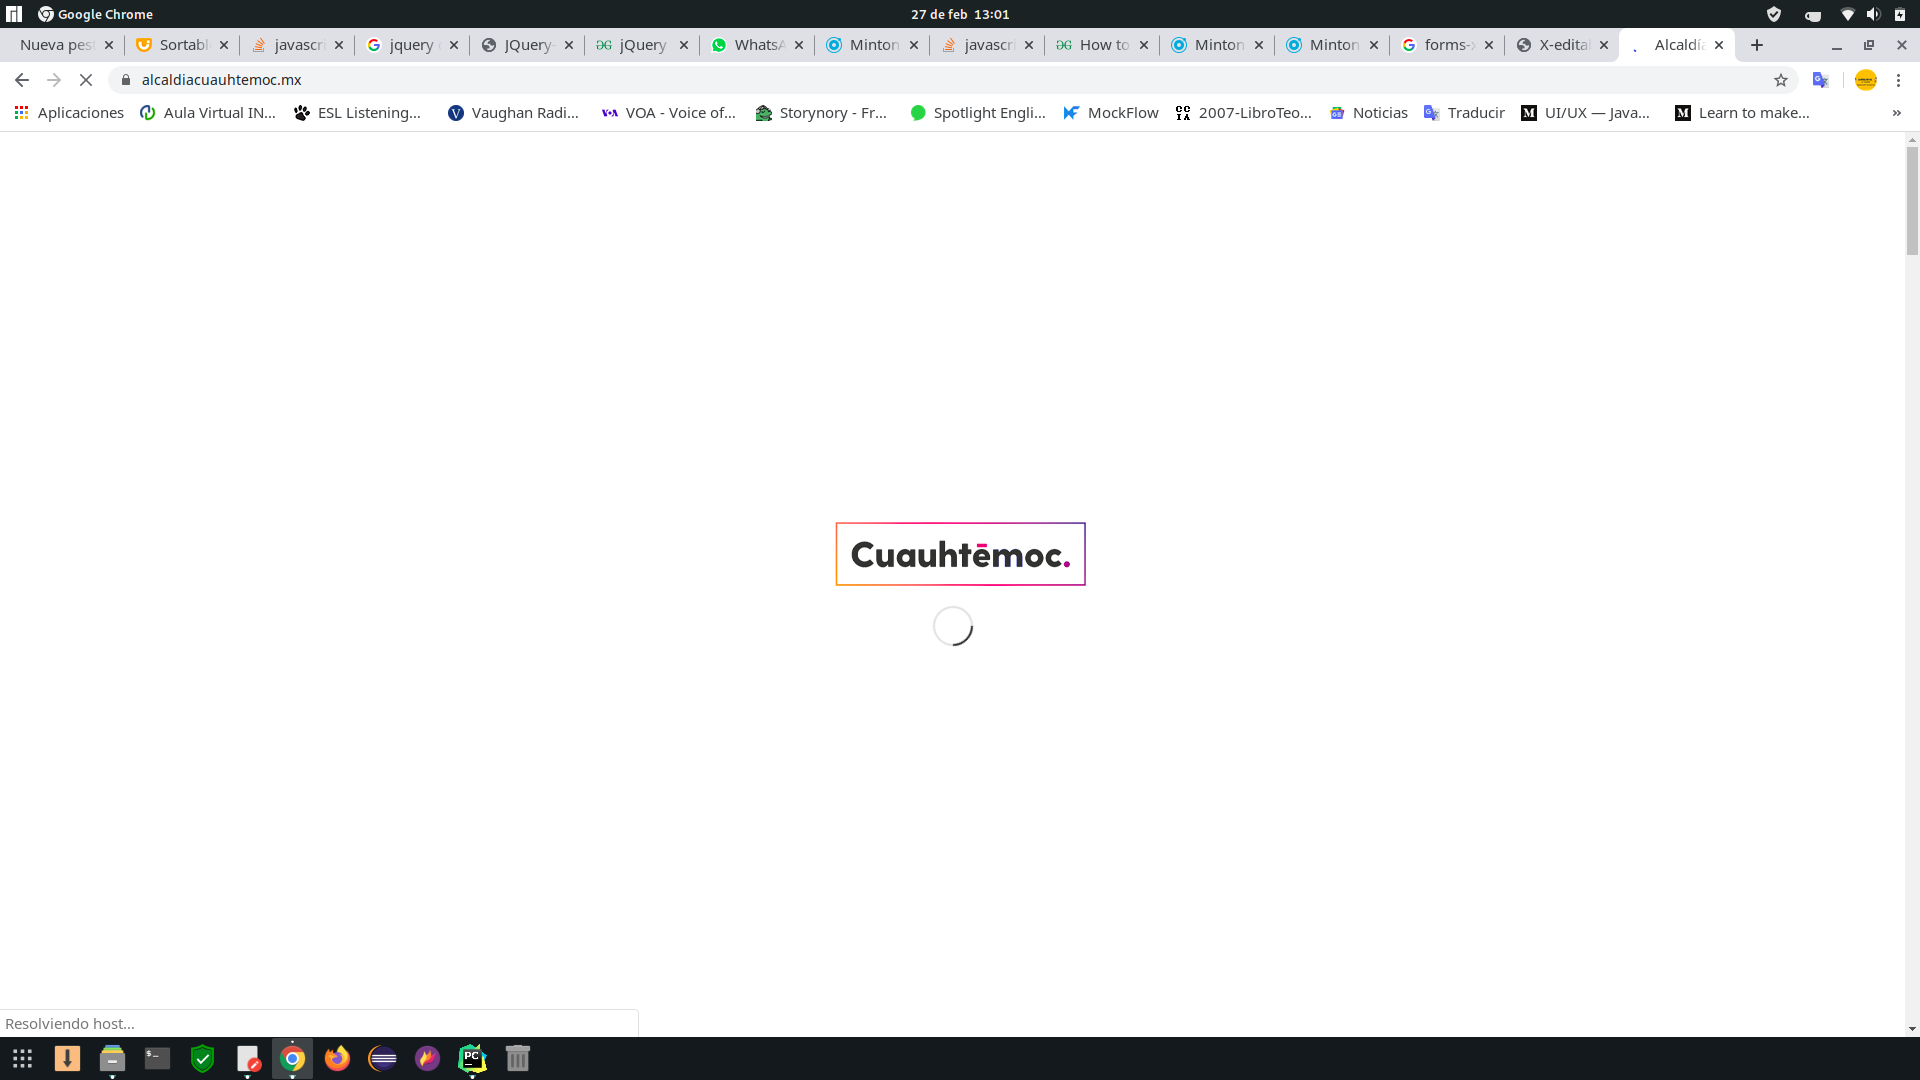 Google Chrome
27 de feb 13:01
Nueva pest
Sortabl
javascri
jquery
JQuery-
jQuery
WhatsA
Minton
javascri
How to
Minton
Minton
forms-x
X-edital
Alcaldía
alcaldiacuauhtemoc.mx
Aplicaciones
Aula Virtual IN...
ESL Listening...
Vaughan Radi...
VOA - Voice of...
Storynory - Fr...
Spotlight Engli...
MockFlow
2007-LibroTeo...
Noticias
Traducir
UI/UX — Java...
Learn to make...
»
Cuauhtēmoc.
Resolviendo host...